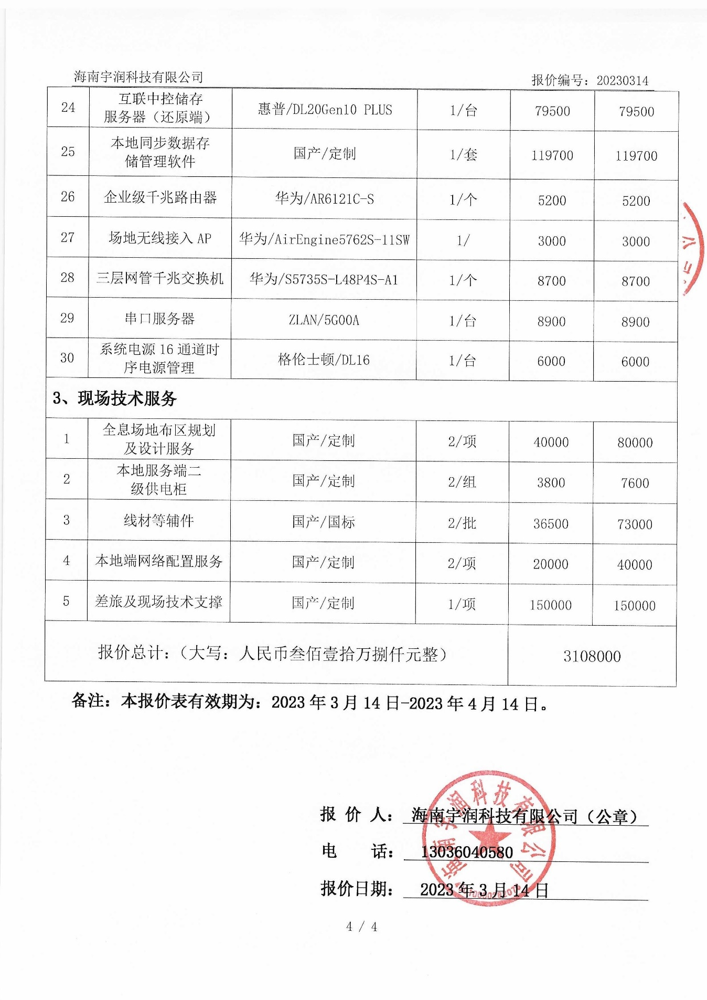 海南宇润科技有限公司 报价编号：20230314
24 互联中控储存 惠普/DL20Gen10 PLUS 1/台 79500 79500
服务器（还原端）
25 本地同步数据存 国产/定制 1/套 119700 119700
储管理软件
26 企业级千兆路由器 华为/AR6121C-S 1/个 5200 5200
27 场地无线接入 AP 华为/AirEngine5762S-11SW 1/ 3000 3000
28 三层网管千兆交换机 华为/S5735S-L48P4S-A1 1/个 8700 8700
29 串口服务器 ZLAN/5G00A 1/台 8900 8900
30 系统电源 16 通道时 格伦士顿/DL16 1/台 6000 6000
序电源管理
3、现场技术服务
1 全息场地布区规划 国产/定制 2/项 40000 80000
及设计服务
2 本地服务端二 国产/定制 2/组 3800 7600
级供电柜
3 线材等辅件 国产/国标 2/批 36500 73000
4 本地端网络配置服务 国产/定制 2/项 20000 40000
5 差旅及现场技术支撑 国产/定制 1/项 150000 150000
报价总计：（大写：人民币叁佰壹拾万捌仟元整） 3108000
备注：本报价表有效期为：2023 年 3 月 14 日-2023 年 4 月 14 日。
报 价 人： 海南宇润科技有限公司（公章）
电 话： 13036040580
报价日期： 2023 年 3 月 14 日
海南宇润科技有限公司
4 / 4